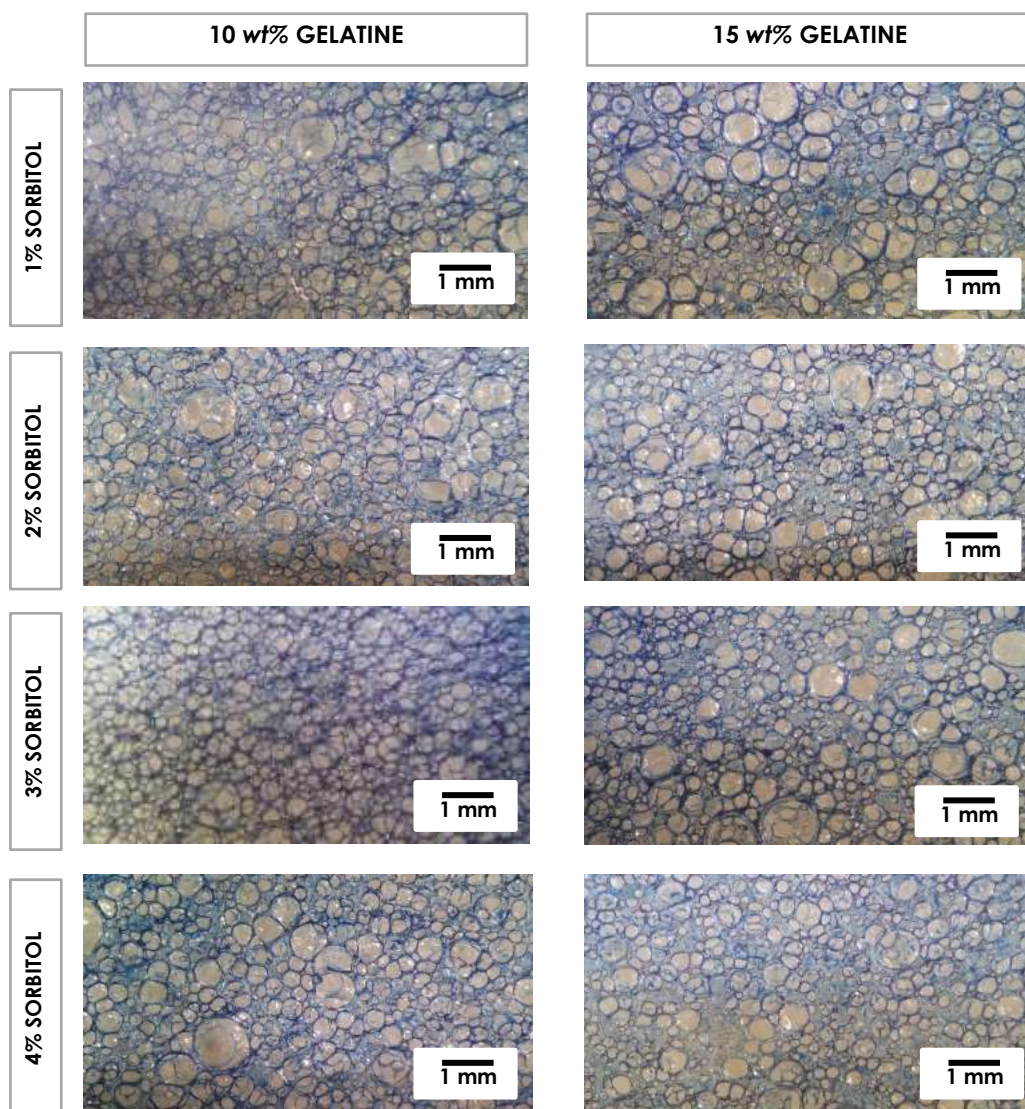 10 wt% GELATINE
15 wt% GELATINE
1% SORBITOL
1 mm
1 mm
2% SORBITOL
1 mm
1 mm
3% SORBITOL
1 mm
1 mm
4% SORBITOL
1 mm
1 mm